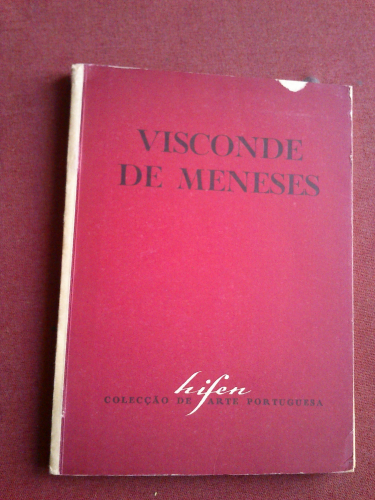 VISCONDE
DE MENESES
hifen
COLECÇÃO DE ARTE PORTUGUESA